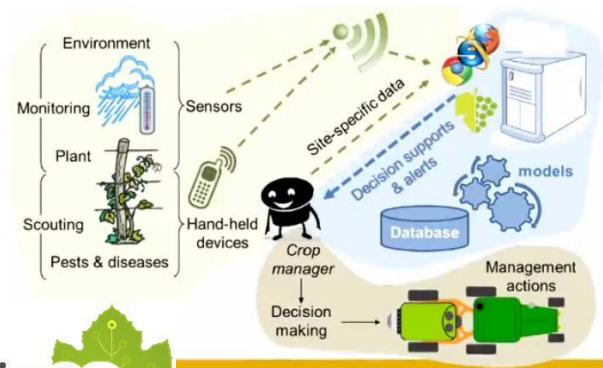 Environment
Monitoring
Sensors
Plant
Scouting
Hand-held
devices
Pests & diseases
Site-specific data
Decision supports
& alerts
models
Database
Crop
manager
Decision
making
Management
actions